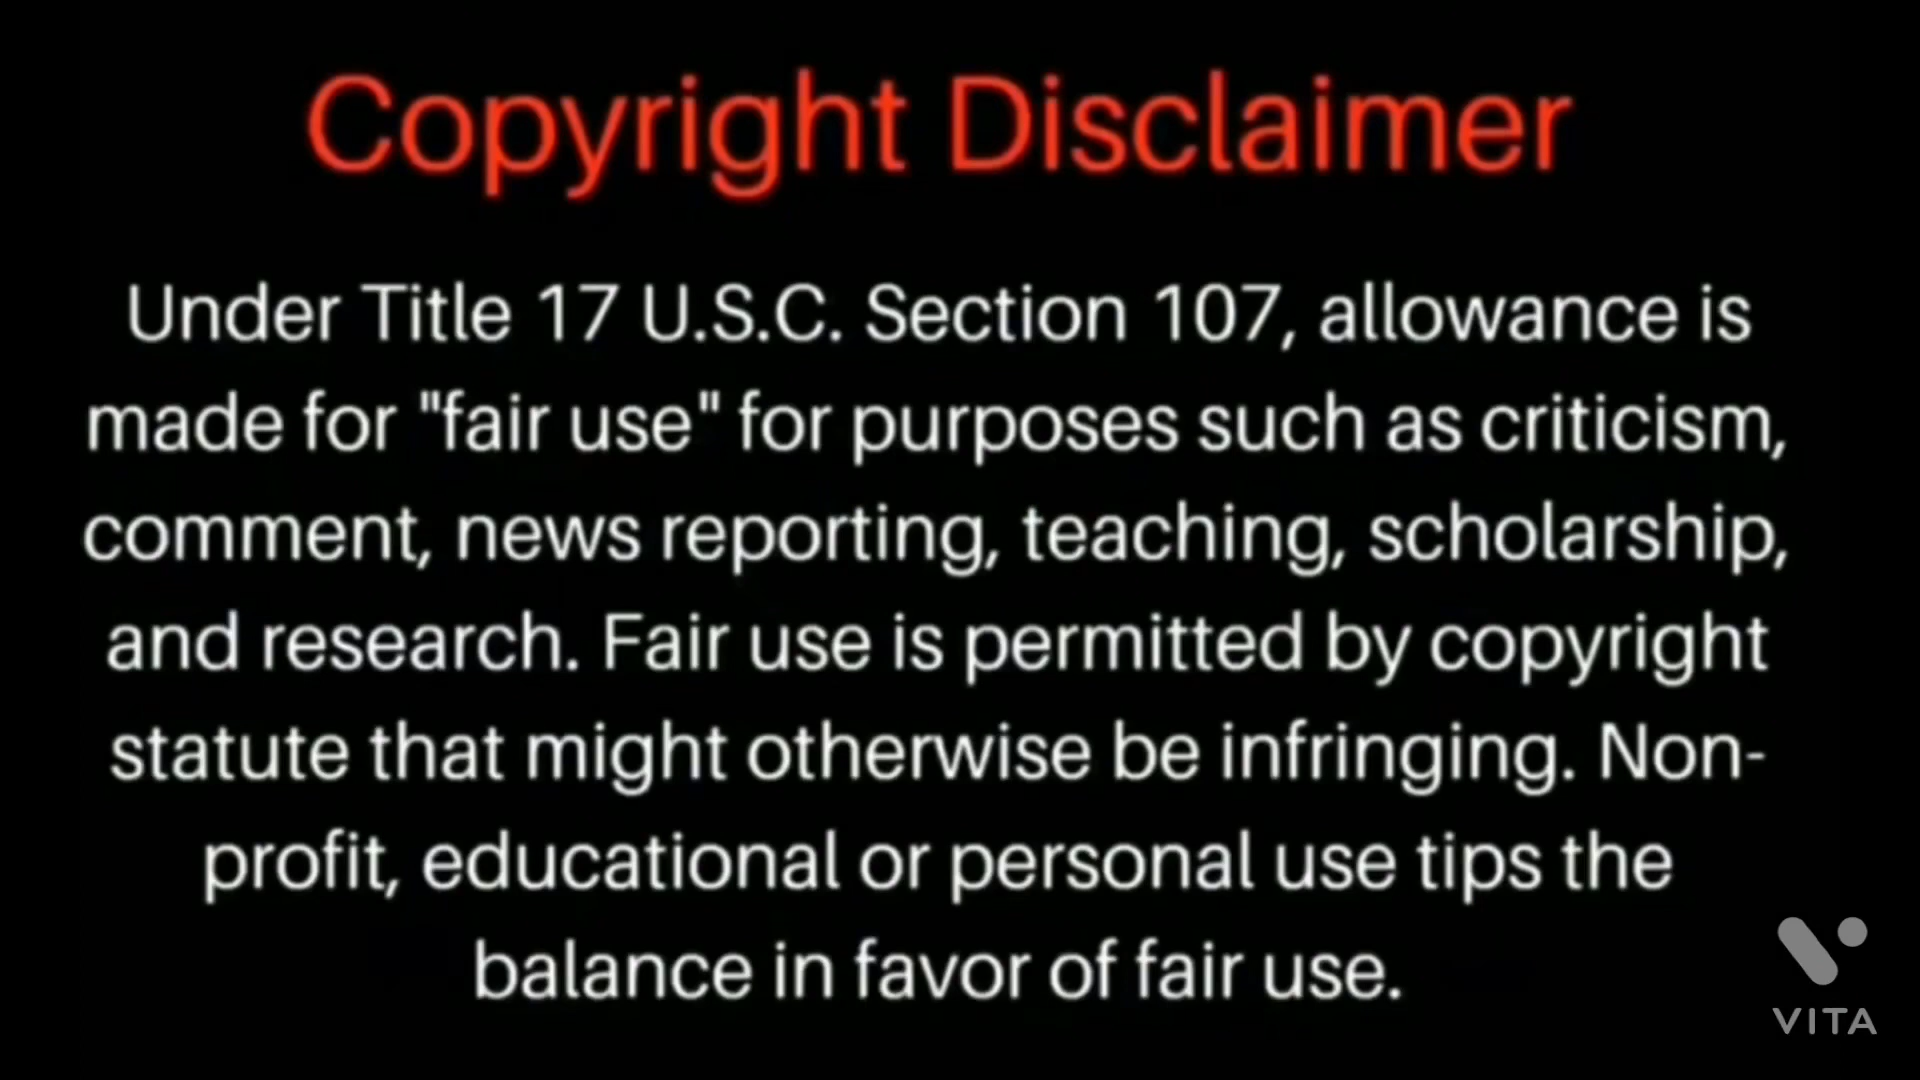 Copyright Disclaimer
Under Title 17 U.S.C. Section 107, allowance is
made for "fair use" for purposes such as criticism,
comment, news reporting, teaching, scholarship,
and research. Fair use is permitted by copyright
statute that might otherwise be infringing. Non-
profit, educational or personal use tips the
balance in favor of fair use.
VITA